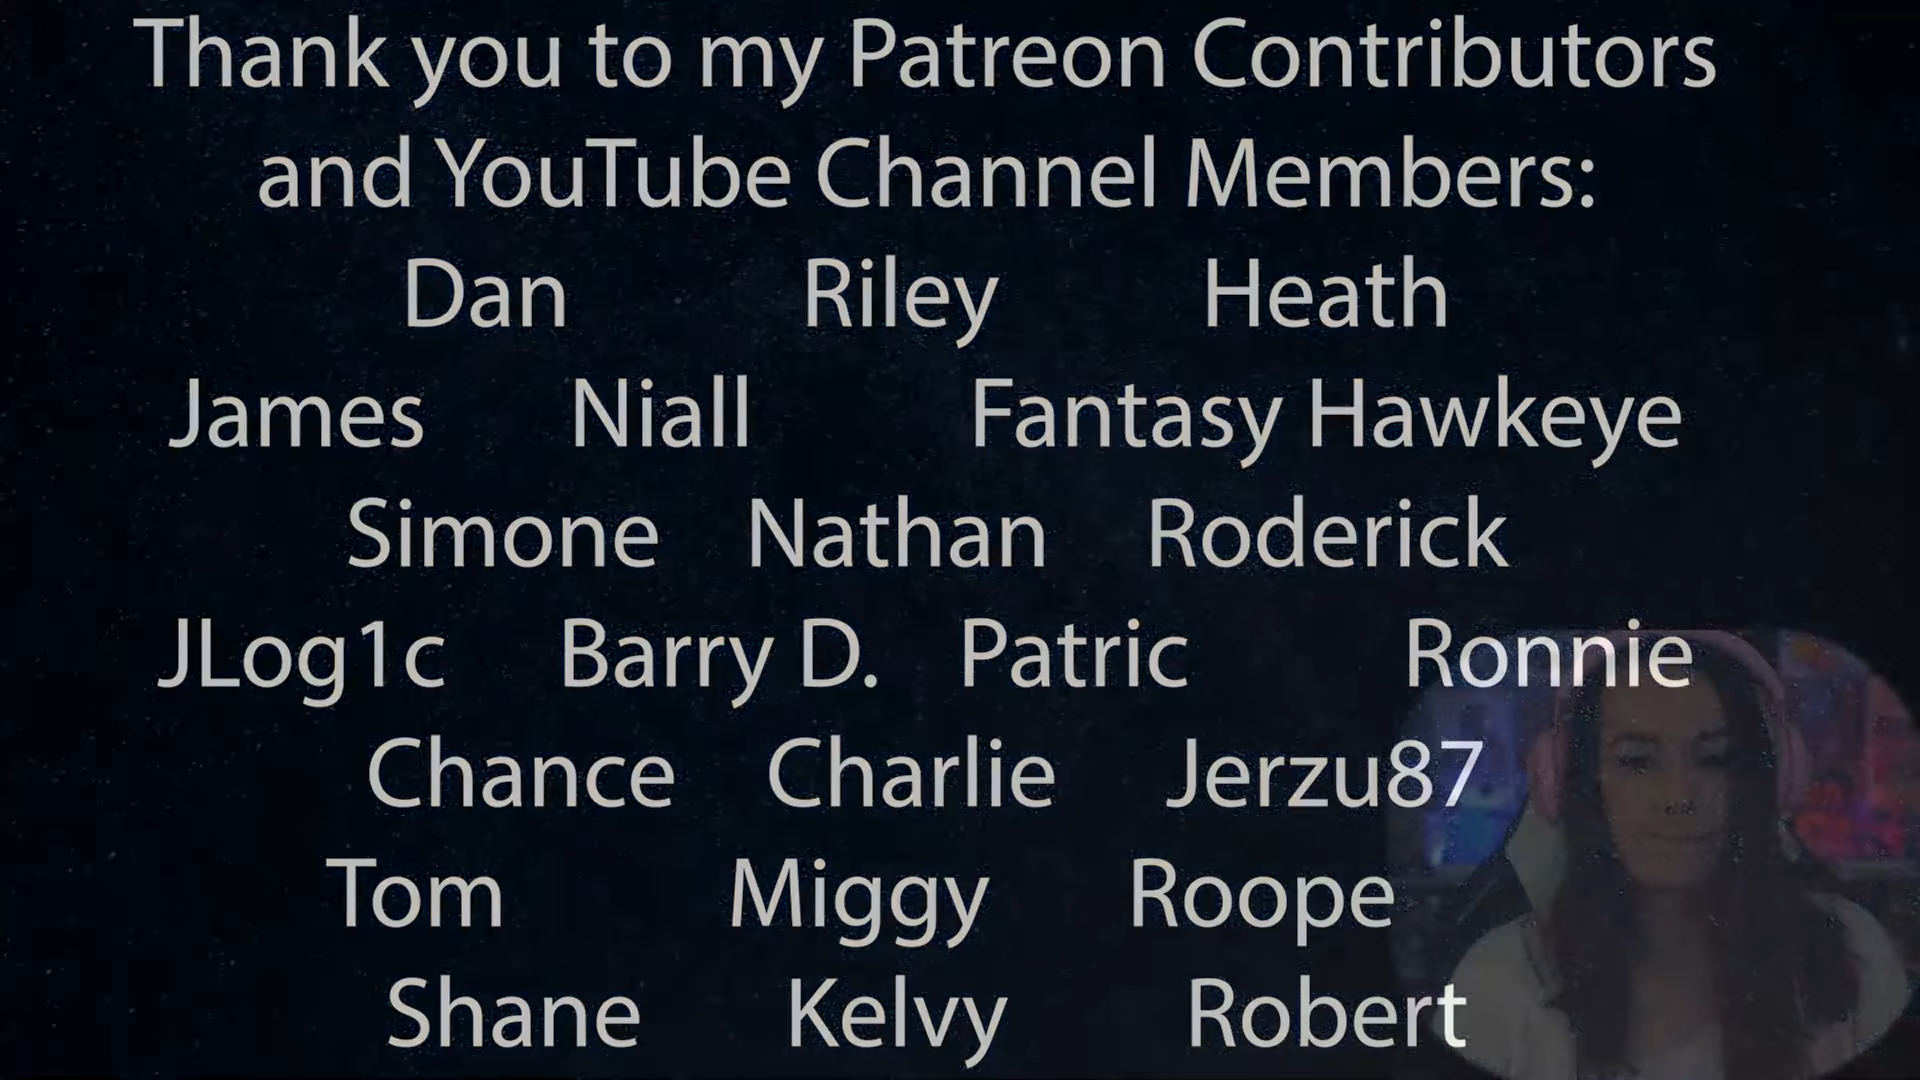 Thank you to my Patreon Contributors
and YouTube Channel Members:
Dan Riley Heath
James Niall Fantasy Hawkeye
Simone Nathan Roderick
JLog1c Barry D. Patric Ronnie
Chance Charlie Jerzu87
Tom Miggy Roope
Shane Kelvy Robert